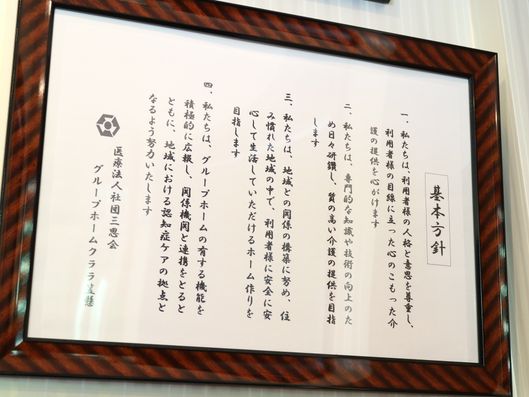 基本方針
一、私たちは、利用者様の人格と意思を尊重し、
利用者様の目線に立った心のこもった介
護の提供を心がけます
二、私たちは、専門的な知識や技術の向上のた
め日々研鑽し、質の高い介護の提供を目指
します
三、私たちは、地域との関係の構築に努め、住
み慣れた地域の中で、利用者様に安全に安
心して生活していただけるホーム作りを
目指します
四、私たちは、グループホームの有する機能を
積極的に広報し、関係機関と連携をとると
ともに、地域における認知症ケアの拠点と
なるよう努力いたします
医療法人社団三思会
グループホームクララ